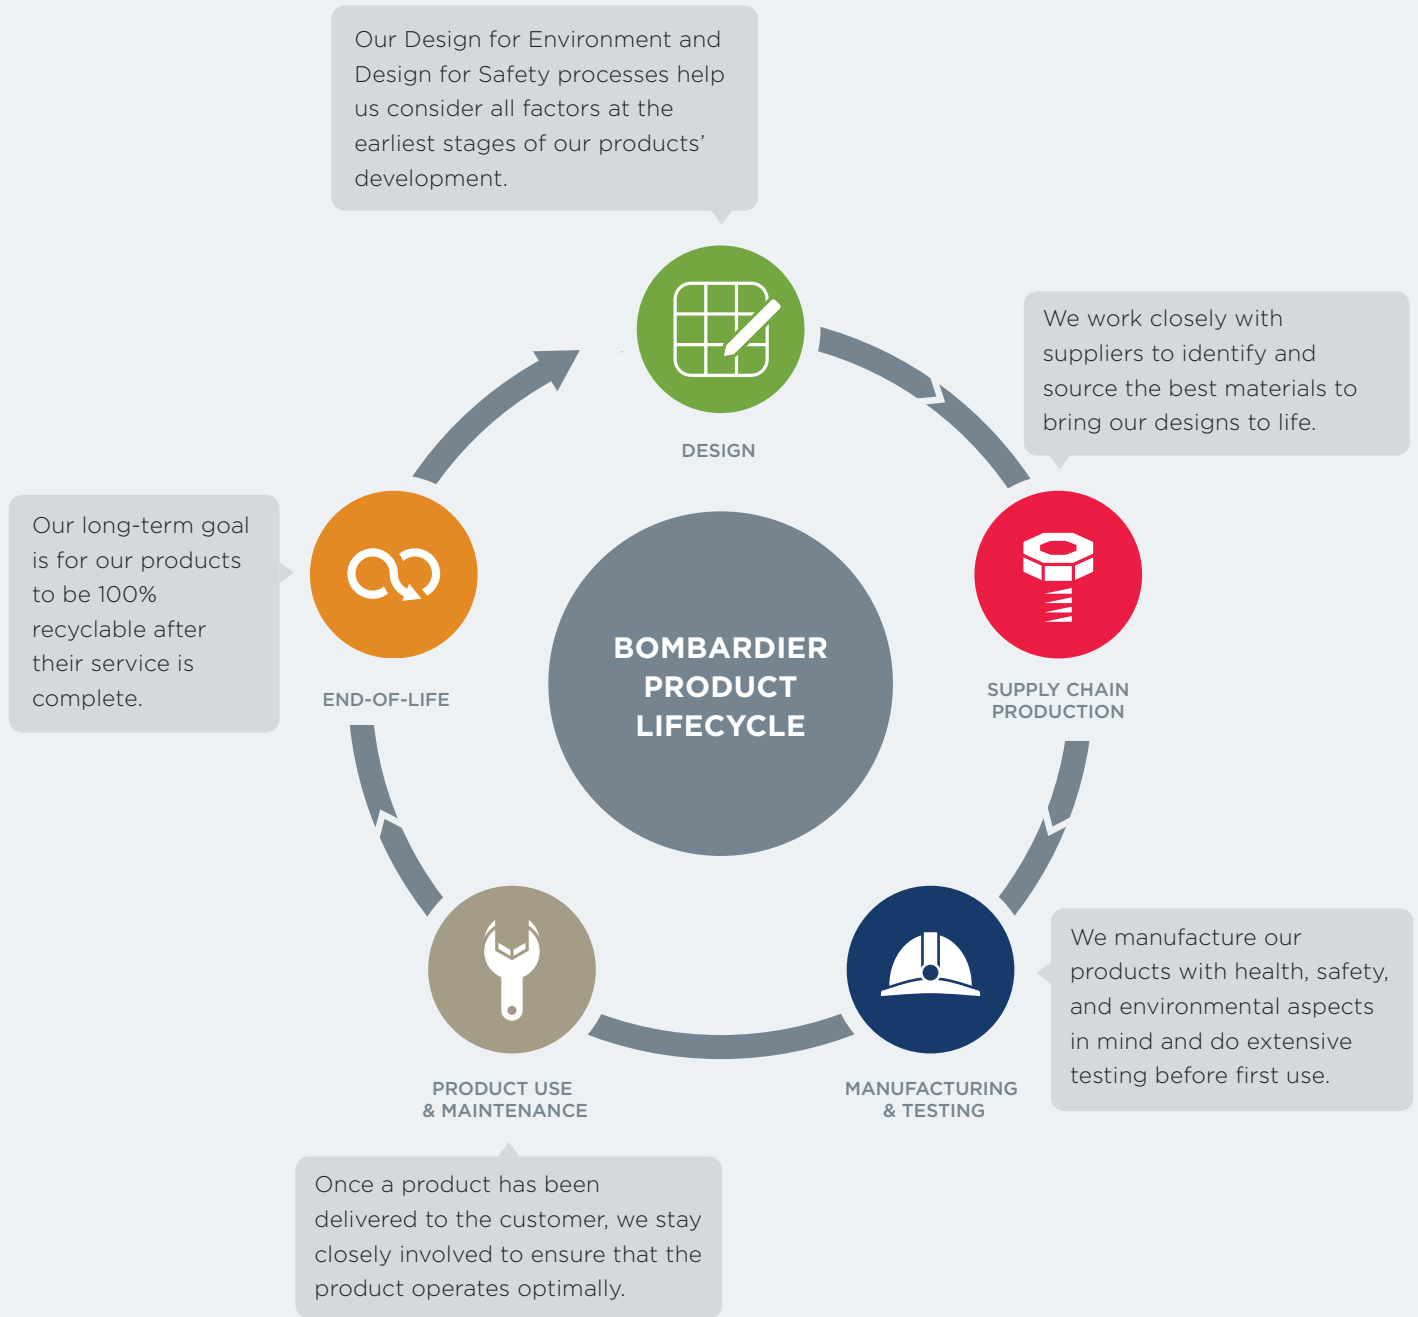 Our Design for Environment and
Design for Safety processes help
us consider all factors at the
earliest stages of our products’
development.
DESIGN
We work closely with
suppliers to identify and
source the best materials to
bring our designs to life.
SUPPLY CHAIN
PRODUCTION
We manufacture our
products with health, safety,
and environmental aspects
in mind and do extensive
testing before first use.
MANUFACTURING
& TESTING
PRODUCT USE
& MAINTENANCE
Once a product has been
delivered to the customer, we stay
closely involved to ensure that the
product operates optimally.
Our long-term goal
is for our products
to be 100%
recyclable after
their service is
complete.
END-OF-LIFE
BOMBARDIER
PRODUCT
LIFECYCLE